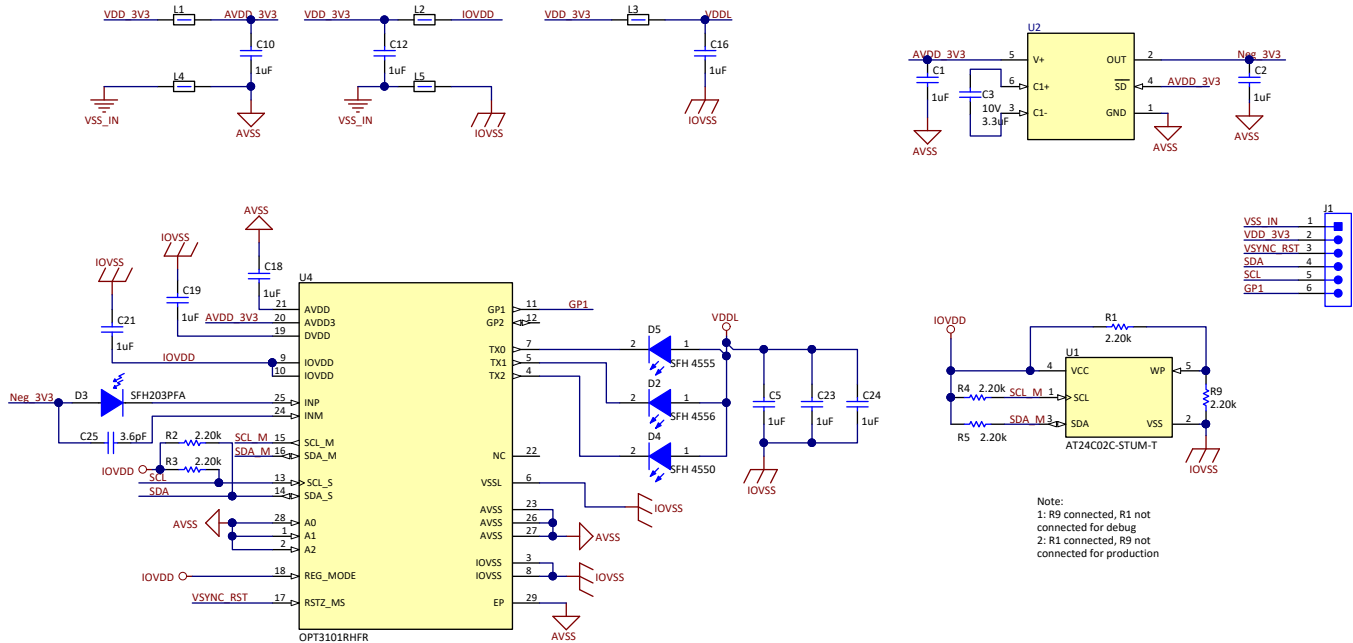 VDD_3V3 L1 AVDD_3V3
C10
1uF
L4
VSS_IN
AVSS
VDD_3V3 L2 IOVDD
C12
1uF
L5
VSS_IN
IOVSS
VDD_3V3 L3 VDDL
C16
1uF
IOVSS
U2
AVDD_3V3 5 V+ OUT 2 Neg_3V3
C1
1uF
AVSS
C3
10V
3.3uF
6 C1+ SD 4 AVDD_3V3
3 C1- GND 1
AVSS
C2
1uF
AVSS
J1
VSS_IN 1
VDD_3V3 2
VSYNC_RST 3
SDA 4
SCL 5
GP1 6
AVSS
IOVSS
IOVSS
C18
1uF
C19
1uF
C21
1uF
U4
21 AVDD GP1 11 GP1
AVDD_3V3 20 AVDD3 GP2 12
19 DVDD
TX0 7
IOVDD 9 IOVDD TX1 5
10 IOVDD TX2 4
Neg_3V3 D3 SFH203PFA 25 INP
24 INM
C25 3.6pF
R2 2.20k SCL_M 15 SCL_M
SDA_M 16 SDA_M NC 22
IOVDD R3 2.20k
SCL 13 SCL_S VSSL 6
SDA 14 SDA_S
IOVSS
AVSS 28 A0 AVSS 23
1 A1 AVSS 26
2 A2 AVSS 27 AVSS
IOVSS 3
IOVDD 18 REG_MODE IOVSS 8 IOVSS
VSYNC_RST 17 RSTZ_MS EP 29
AVSS
OPT3101RHFR
D5
2 1
SFH 4555
D2
2 1
SFH 4556
D4
2 1
SFH 4550
VDDL
C5
1uF
C23
1uF
C24
1uF
IOVSS
IOVDD
R1
2.20k
U1
4 VCC WP 5
R4 2.20k SCL_M 1 SCL
R9
2.20k
R5 2.20k SDA_M 3 SDA VSS 2
AT24C02C-STUM-T
IOVSS
Note:
1: R9 connected, R1 not
connected for debug
2: R1 connected, R9 not
connected for production